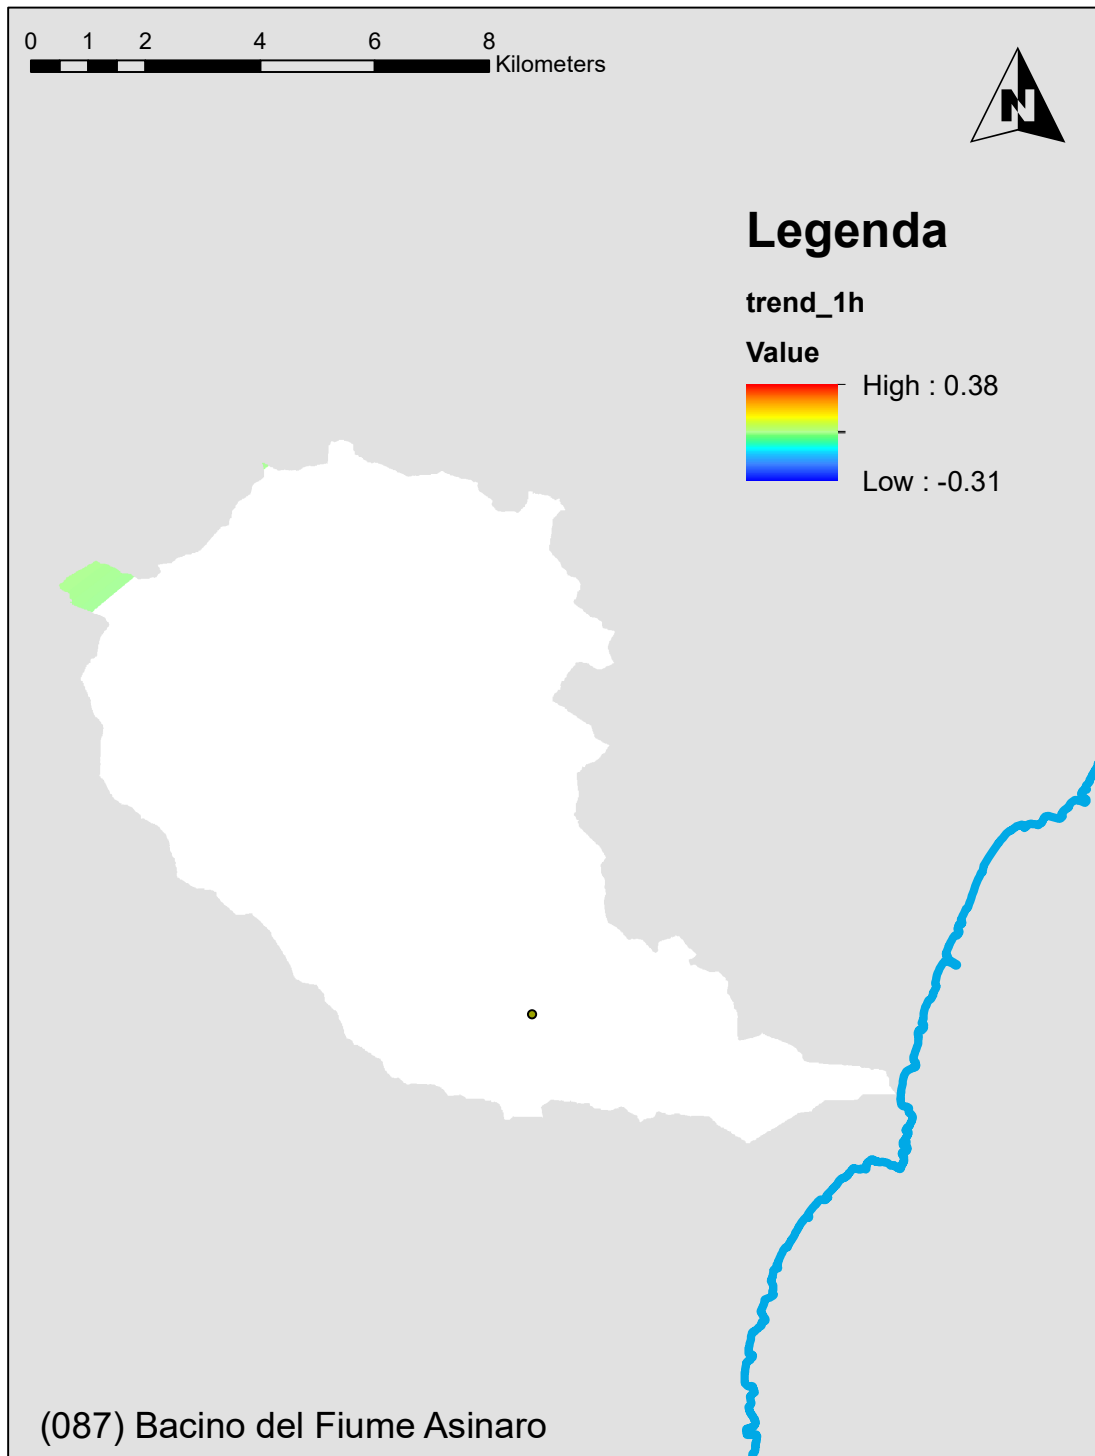 0 1 2 4 6 8
Kilometers
N
Legenda
trend_1h
Value
High : 0.38
Low : -0.31
(087) Bacino del Fiume Asinaro